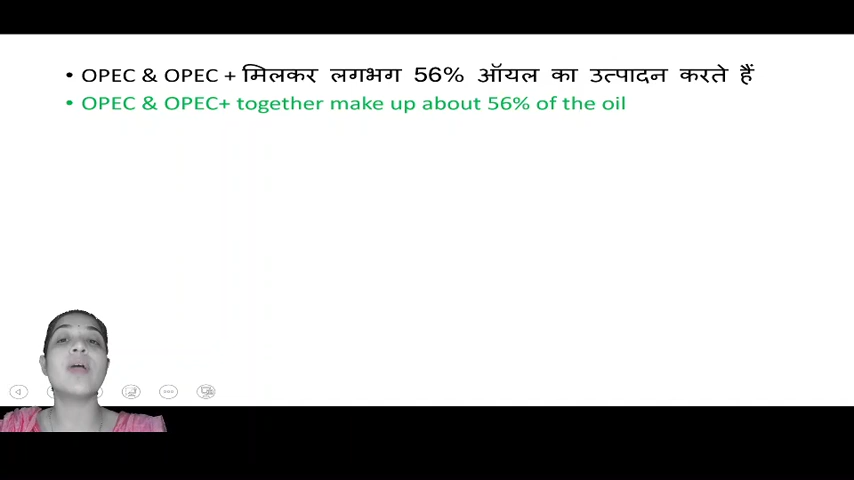 • OPEC & OPEC + मिलकर लगभग 56% ऑयल का उत्पादन करते हैं
• OPEC & OPEC+ together make up about 56% of the oil